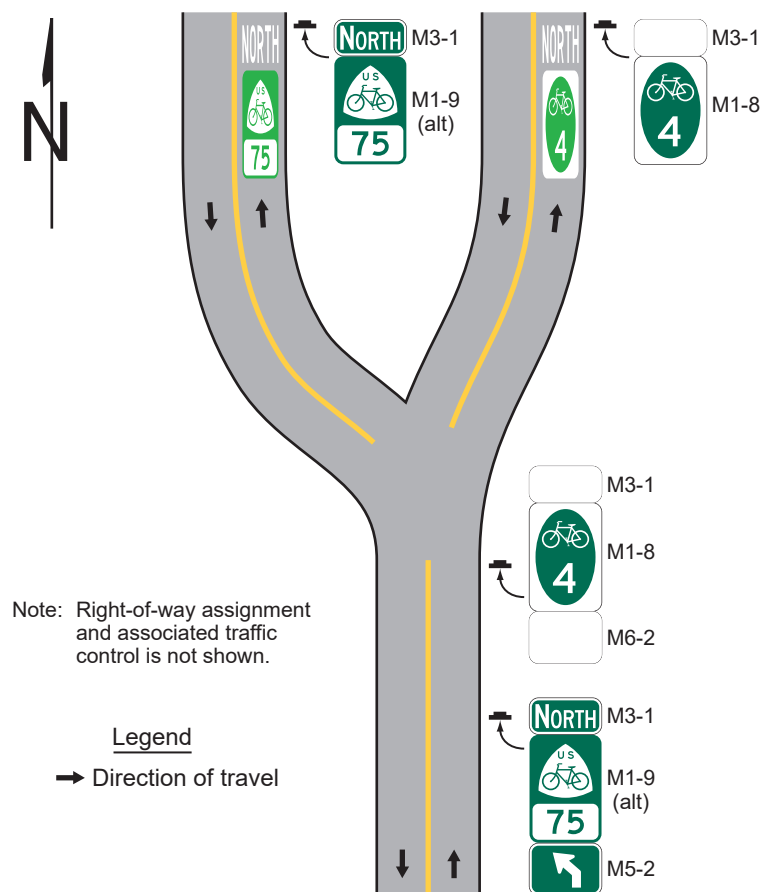 NORTH
US
75
NORTH
M3-1
US
75
M1-9
(alt)
NORTH
4
M3-1
4
M1-8
N
M3-1
4
M1-8
M6-2
Note: Right-of-way assignment
and associated traffic
control is not shown.
NORTH
M3-1
US
75
M1-9
(alt)
M5-2
Legend
Direction of travel